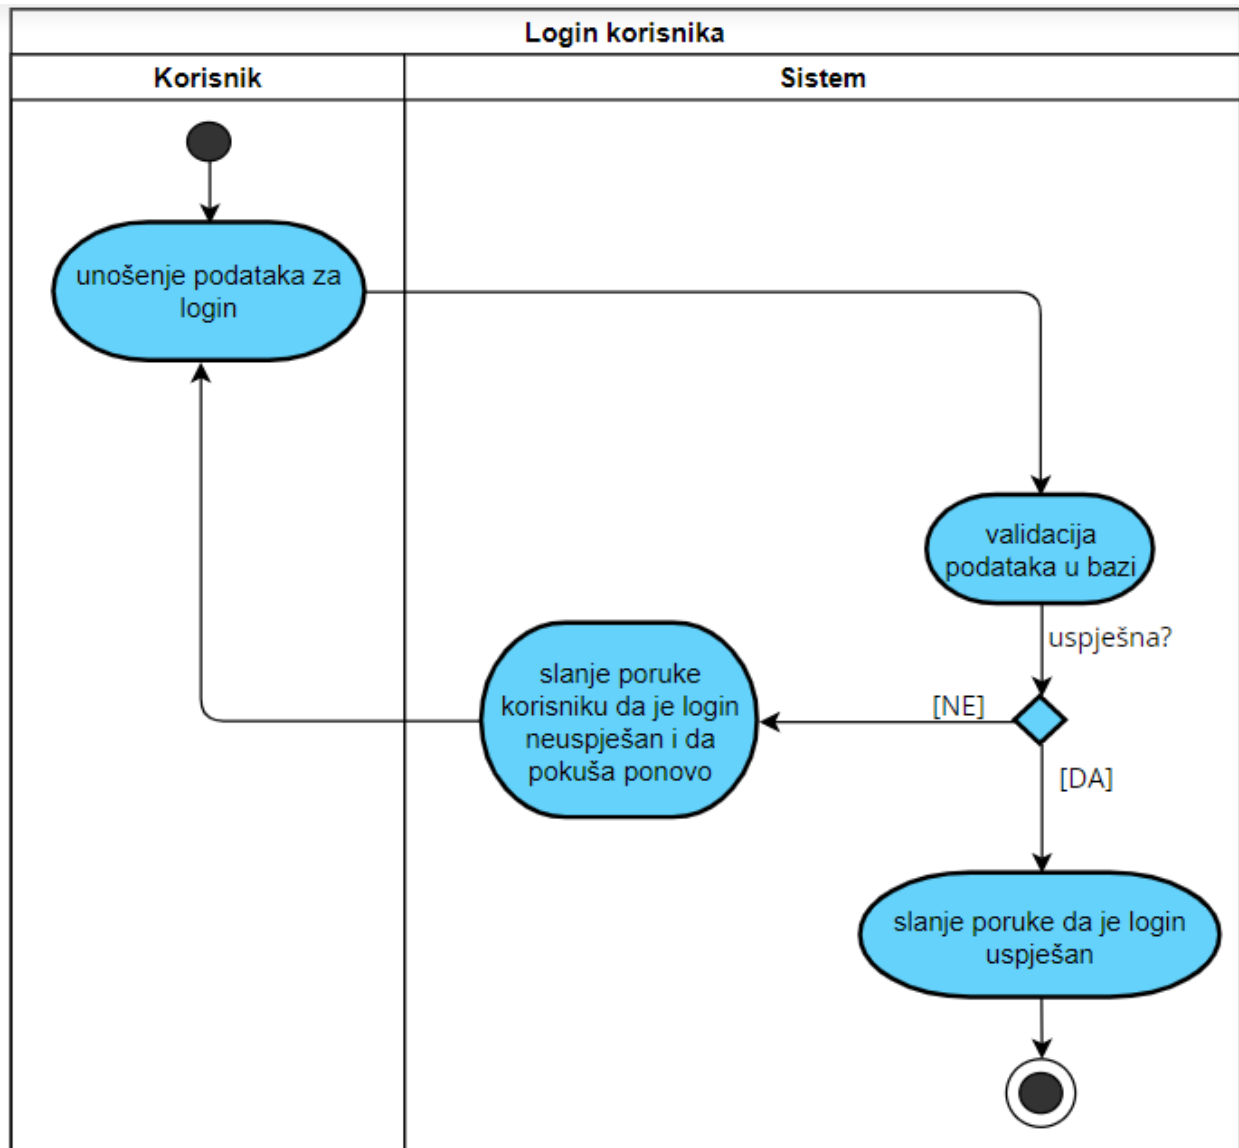 Login korisnika
Korisnik
Sistem
unošenje podataka za
login
validacija
podataka u bazi
uspješna?
[NE]
slanje poruke
korisniku da je login
neuspješan i da
pokuša ponovo
[DA]
slanje poruke da je login
uspješan